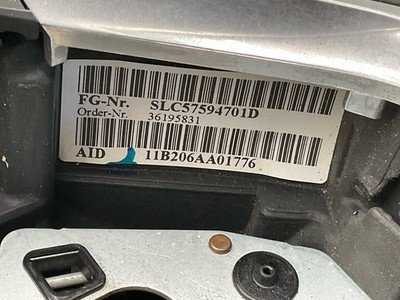 FG-Nr. SLC57594701D
Order-Nr. 36195831
AID 11B206AA01776